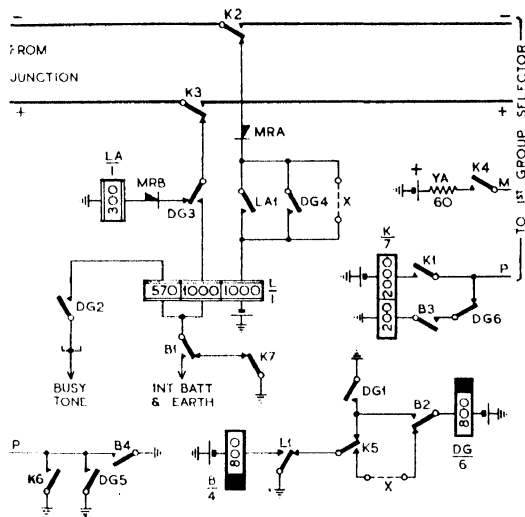 K2
FROM
JUNCTION
K3
MRA
LA
1
300
MRB
DG3
LA1
DG4
X
YA
60
K4
M
TO 1ST GROUP SELECTOR
K
7
2000
200
K1
P
B3
DG6
570
1000
1000
L
1
DG2
B1
K7
BUSY
TONE
INT BATT
& EARTH
DG1
B2
800
DG
6
P
B4
K6
DG5
B
4
800
L1
K5
X